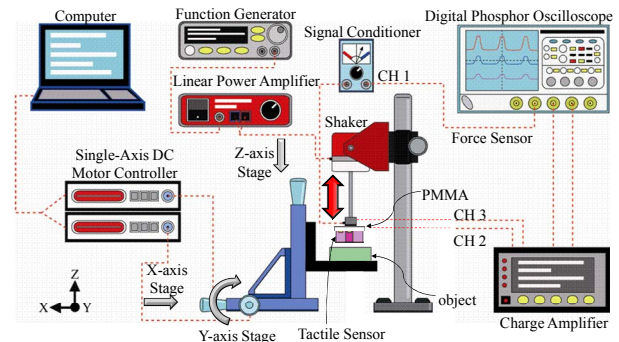 Computer
Function Generator
Digital Phosphor Oscilloscope
Signal Conditioner
CH 1
Linear Power Amplifier
Shaker
Force Sensor
Z-axis
Stage
Single-Axis DC
Motor Controller
PMMA
CH 3
CH 2
X-axis
Stage
Z
X
Y
object
Y-axis Stage
Tactile Sensor
Charge Amplifier